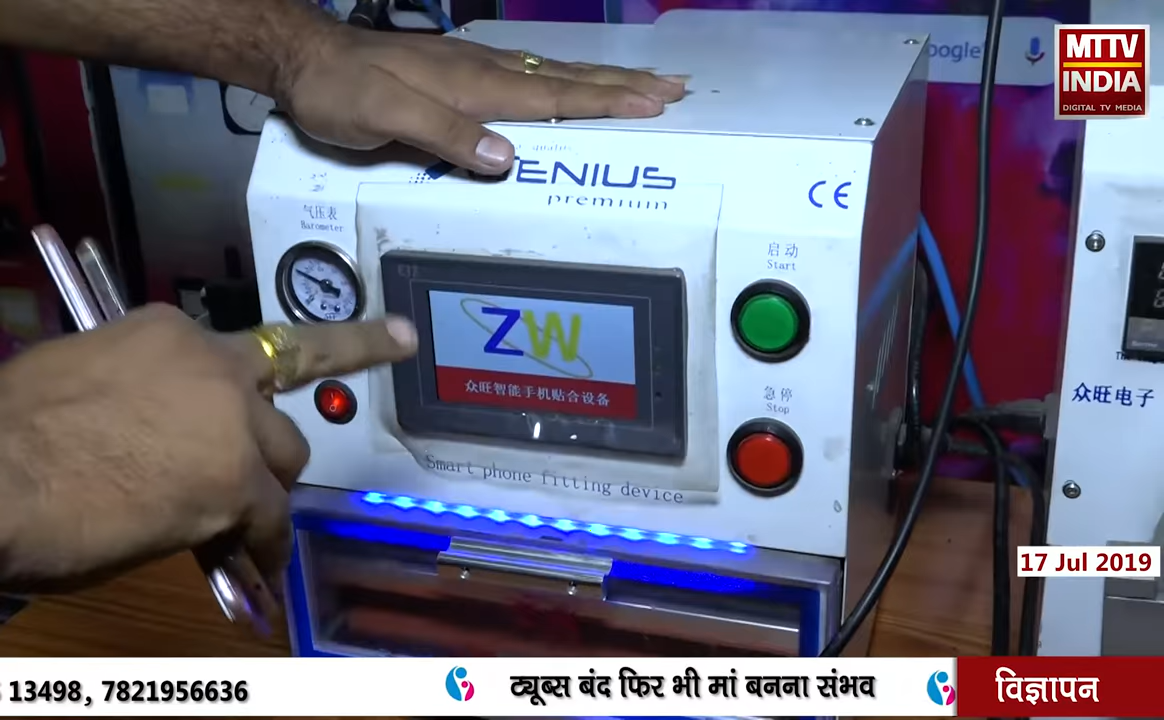 oogle
MTTV
INDIA
DIGITAL TV MEDIA
ENIUS
premium
CE
气压表
Barometer
启动
Start
ZW
众旺智能手机贴合设备
急停
Stop
众旺电子
Smart phone fitting device
17 Jul 2019
13498, 7821956636
ट्यूब्स बंद फिर भी मां बनना संभव
विज्ञापन